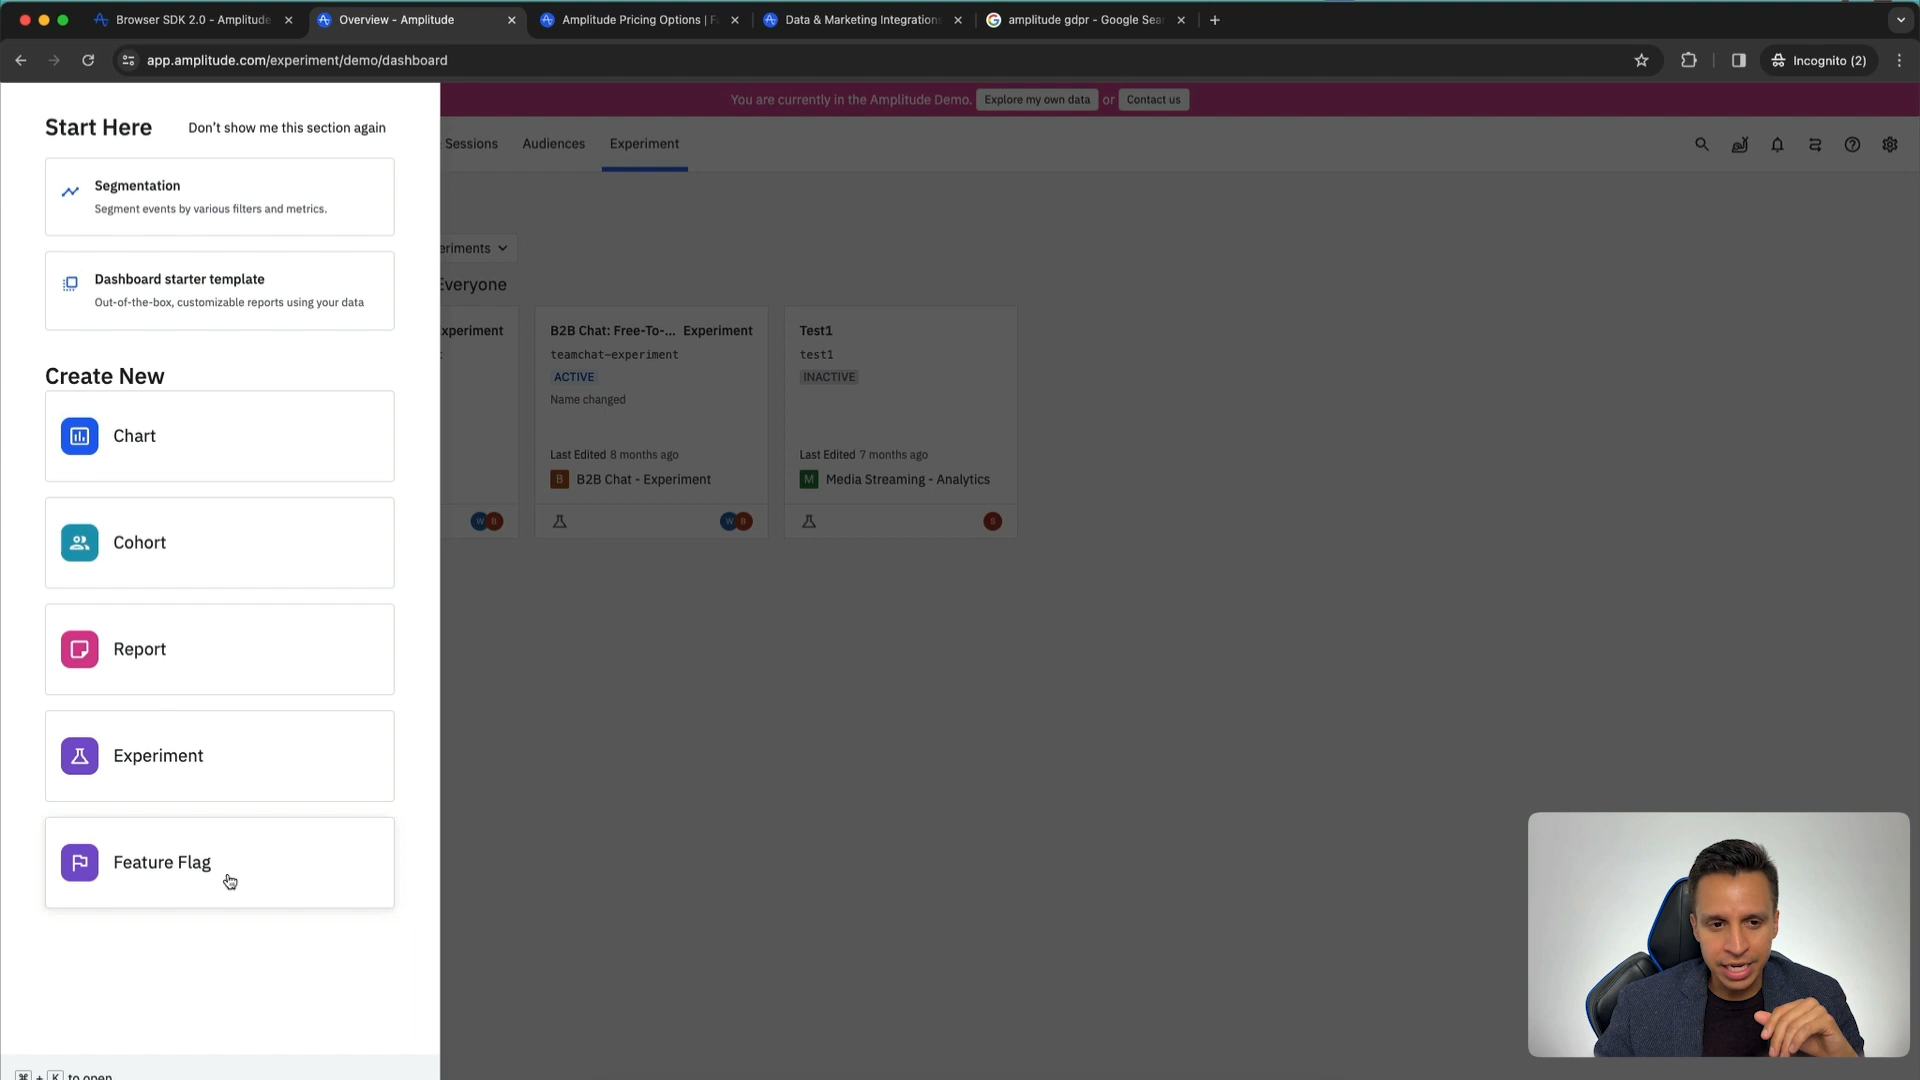 Browser SDK 2.0 - Amplitude
Overview - Amplitude
Amplitude Pricing Options | F
Data & Marketing Integrations
amplitude gdpr - Google Sea
app.amplitude.com/experiment/demo/dashboard
Incognito (2)
You are currently in the Amplitude Demo. Explore my own data or Contact us
Start Here
Don't show me this section again
Segmentation
Segment events by various filters and metrics.
Dashboard starter template
Out-of-the-box, customizable reports using your data
Create New
Chart
Cohort
Report
Experiment
Feature Flag
⌘ + K to open
Sessions
Audiences
Experiment
eriments
Everyone
xperiment
B2B Chat: Free-To-... Experiment
teamchat-experiment
ACTIVE
Name changed
Last Edited 8 months ago
B B2B Chat - Experiment
W B
W B
Test1
test1
INACTIVE
Last Edited 7 months ago
M Media Streaming - Analytics
S